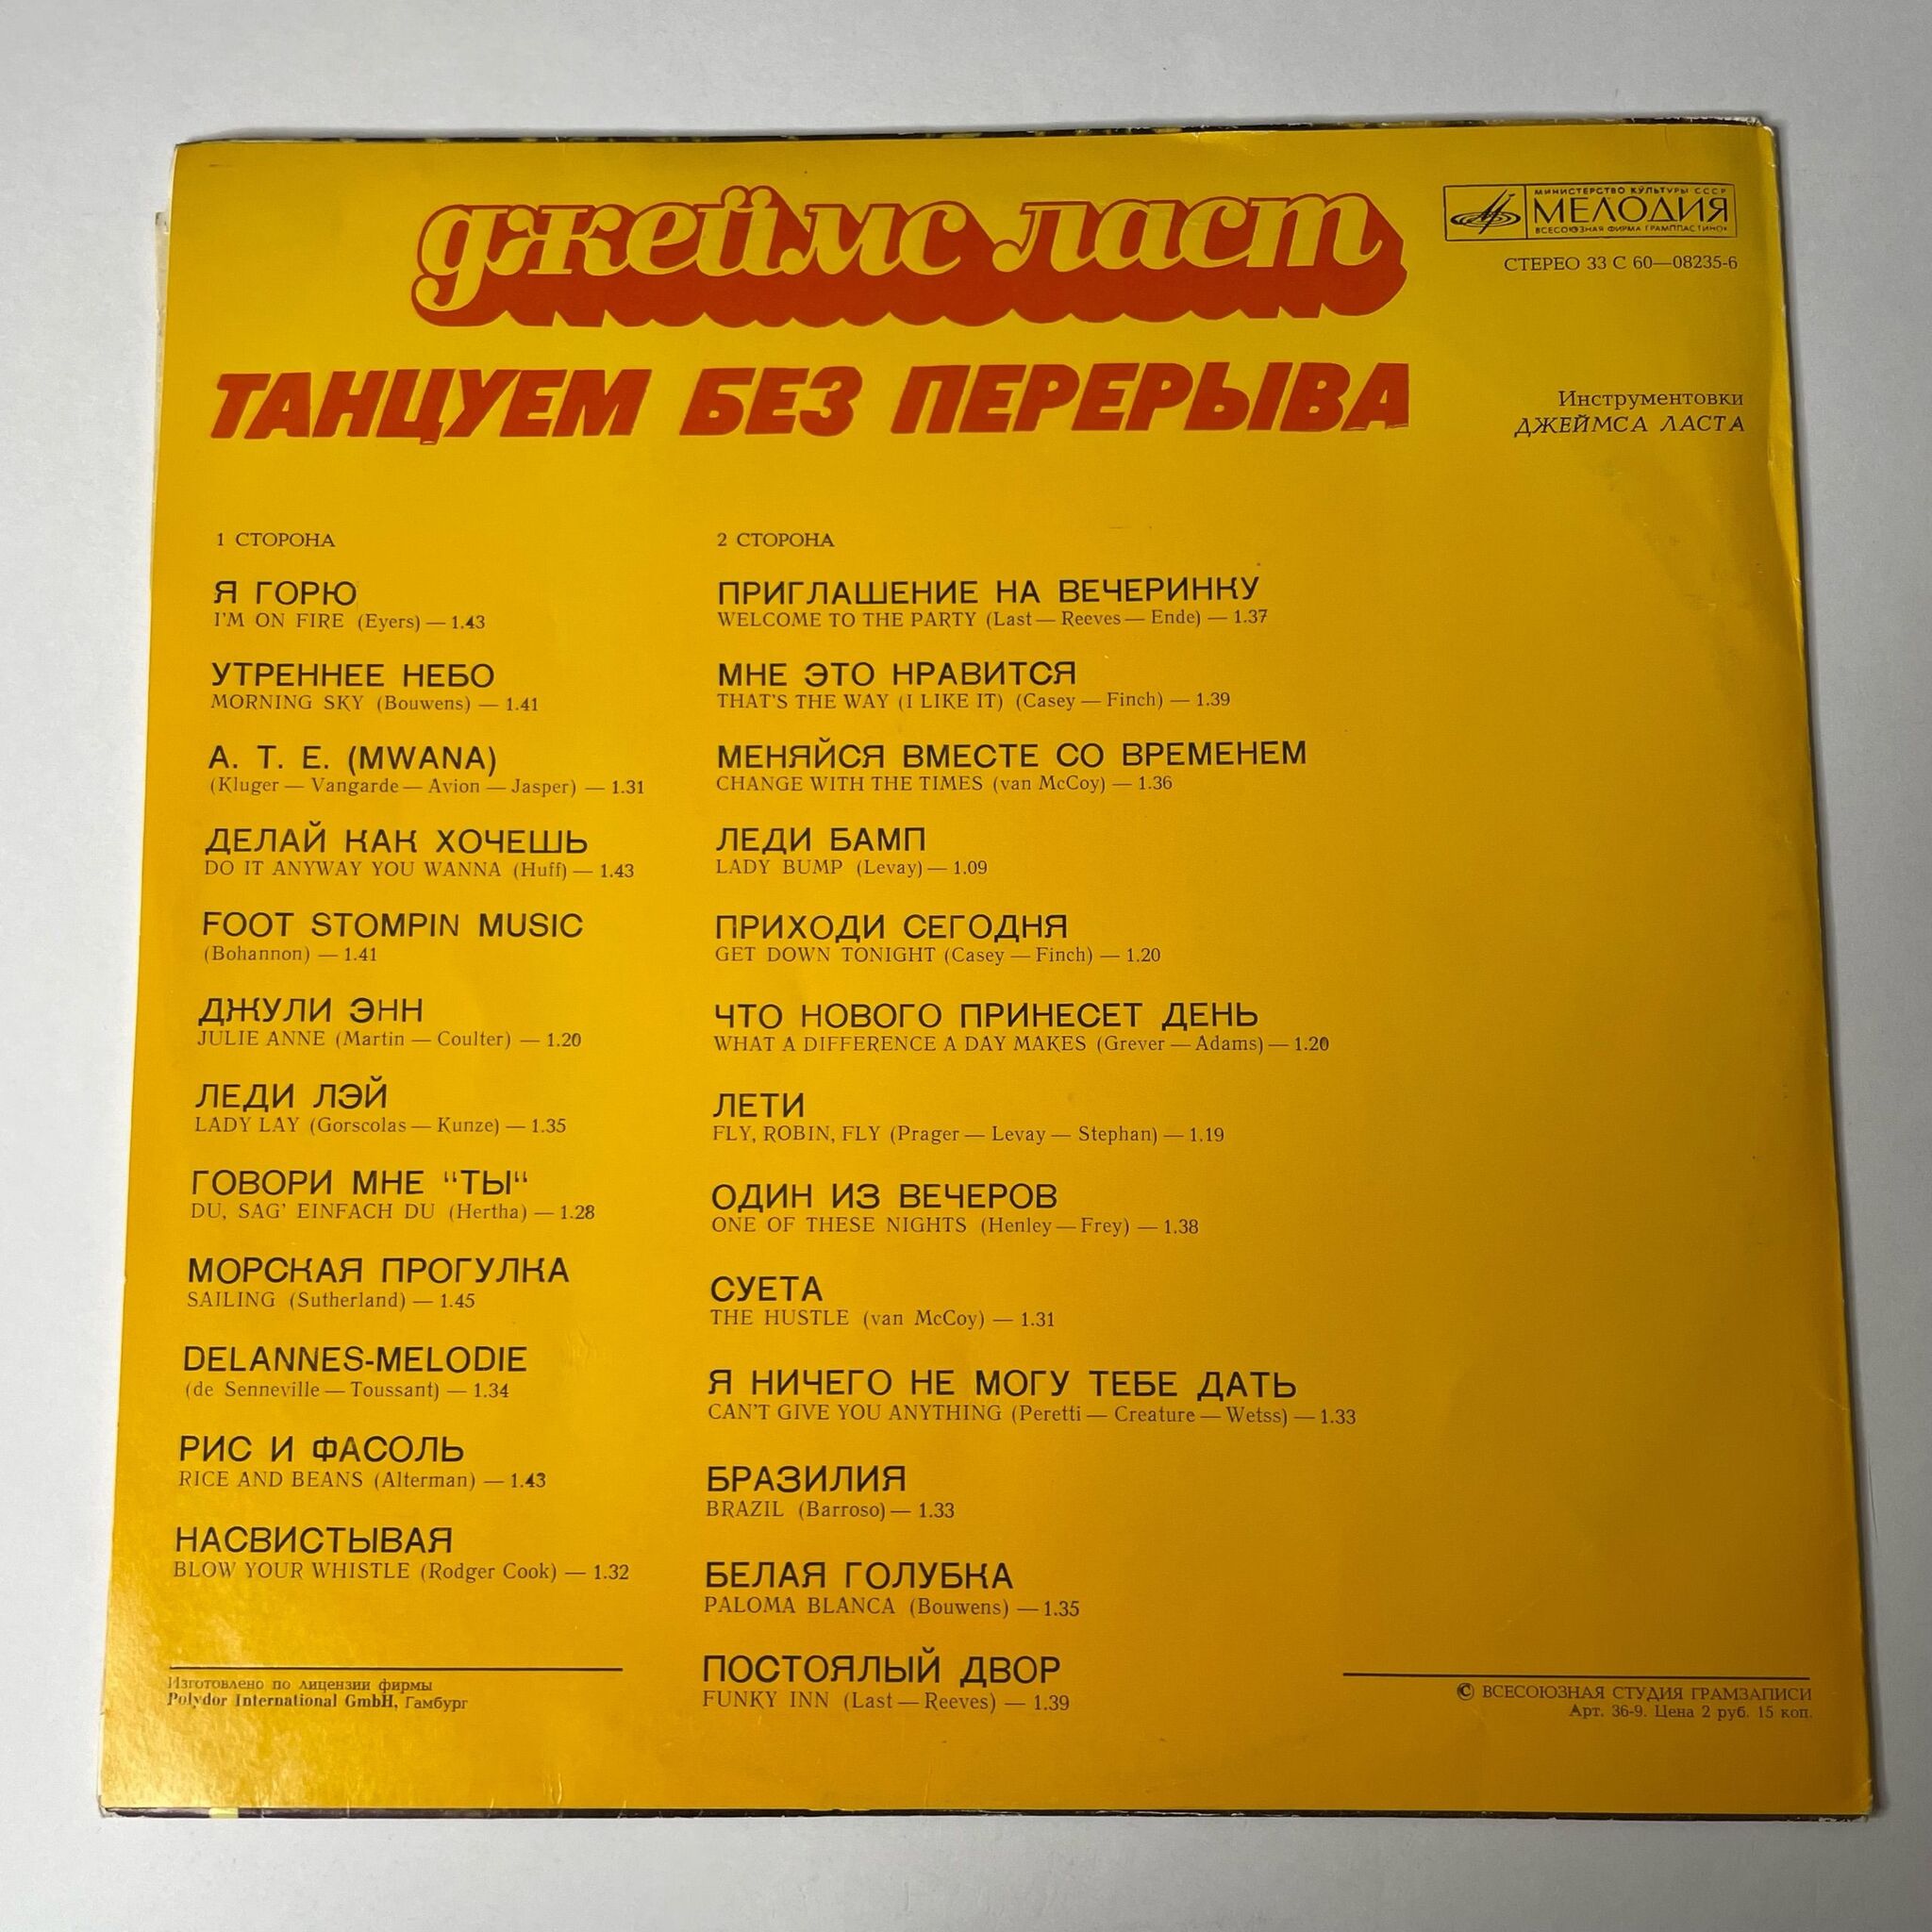 джеймс ласт
МИНИСТЕРСТВО КУЛЬТУРЫ СССР
МЕЛОДИЯ
ВСЕСОЮЗНАЯ ФИРМА ГРАМПЛАСТИНОК
СТЕРЕО 33 С 60—08235-6
ТАНЦУЕМ БЕЗ ПЕРЕРЫВА
Инструментовки
ДЖЕЙМСА ЛАСТА
1 СТОРОНА
Я ГОРЮ
I'M ON FIRE (Eyers) — 1.43
УТРЕННЕЕ НЕБО
MORNING SKY (Bouwens) — 1.41
A. T. E. (MWANA)
(Kluger — Vangarde — Avion — Jasper) — 1.31
ДЕЛАЙ КАК ХОЧЕШЬ
DO IT ANYWAY YOU WANNA (Huff) — 1.43
FOOT STOMPIN MUSIC
(Bohannon) — 1.41
ДЖУЛИ ЭНН
JULIE ANNE (Martin — Coulter) — 1.20
ЛЕДИ ЛЭЙ
LADY LAY (Gorscolas — Kunze) — 1.35
ГОВОРИ МНЕ “ТЫ“
DU, SAG' EINFACH DU (Hertha) — 1.28
МОРСКАЯ ПРОГУЛКА
SAILING (Sutherland) — 1.45
DELANNES-MELODIE
(de Senneville — Toussant) — 1.34
РИС И ФАСОЛЬ
RICE AND BEANS (Alterman) — 1.43
НАСВИСТЫВАЯ
BLOW YOUR WHISTLE (Rodger Cook) — 1.32
2 СТОРОНА
ПРИГЛАШЕНИЕ НА ВЕЧЕРИНКУ
WELCOME TO THE PARTY (Last — Reeves — Ende) — 1.37
МНЕ ЭТО НРАВИТСЯ
THAT'S THE WAY (I LIKE IT) (Casey — Finch) — 1.39
МЕНЯЙСЯ ВМЕСТЕ СО ВРЕМЕНЕМ
CHANGE WITH THE TIMES (van McCoy) — 1.36
ЛЕДИ БАМП
LADY BUMP (Levay) — 1.09
ПРИХОДИ СЕГОДНЯ
GET DOWN TONIGHT (Casey — Finch) — 1.20
ЧТО НОВОГО ПРИНЕСЕТ ДЕНЬ
WHAT A DIFFERENCE A DAY MAKES (Grever — Adams) — 1.20
ЛЕТИ
FLY, ROBIN, FLY (Prager — Levay — Stephan) — 1.19
ОДИН ИЗ ВЕЧЕРОВ
ONE OF THESE NIGHTS (Henley — Frey) — 1.38
СУЕТА
THE HUSTLE (van McCoy) — 1.31
Я НИЧЕГО НЕ МОГУ ТЕБЕ ДАТЬ
CAN'T GIVE YOU ANYTHING (Peretti — Creature — Wetss) — 1.33
БРАЗИЛИЯ
BRAZIL (Barroso) — 1.33
БЕЛАЯ ГОЛУБКА
PALOMA BLANCA (Bouwens) — 1.35
ПОСТОЯЛЫЙ ДВОР
FUNKY INN (Last — Reeves) — 1.39
Изготовлено по лицензии фирмы
Polydor International GmbH, Гамбург
© ВСЕСОЮЗНАЯ СТУДИЯ ГРАМЗАПИСИ
Арт. 36-9. Цена 2 руб. 15 коп.